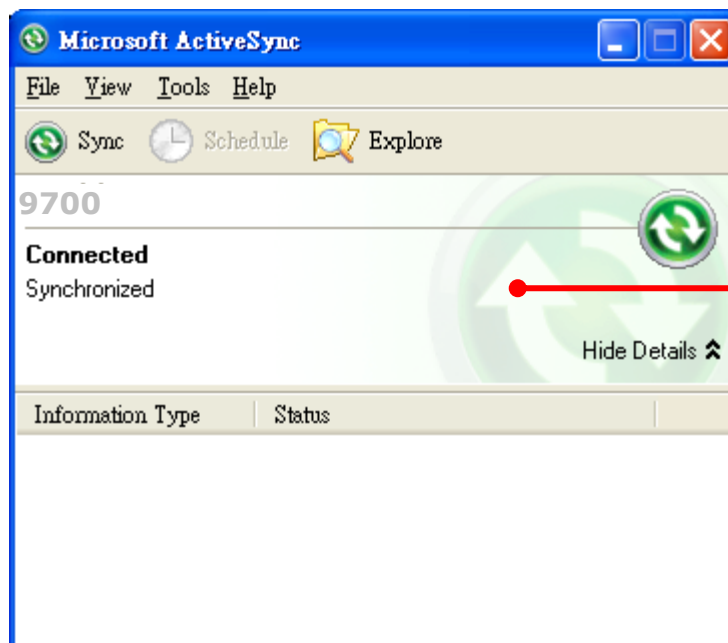 Microsoft ActiveSync
File View Tools Help
Sync Schedule Explore
9700
Connected
Synchronized
Hide Details
Information Type Status